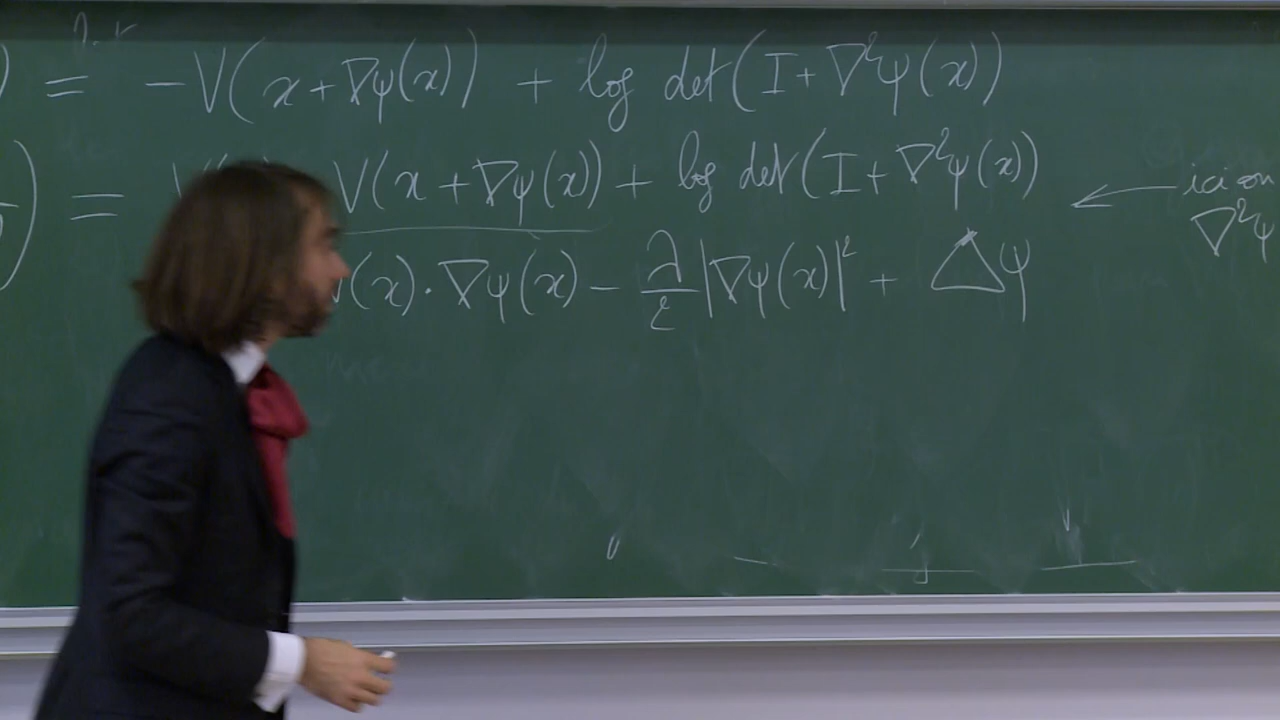 ) = − V(x + ∇ψ(x)) + log det(I + ∇²ψ(x))
) = V(x + ∇ψ(x)) + log det(I + ∇²ψ(x)) ← ici on
∇²ψ
(x) · ∇ψ(x) − λ/2 |∇ψ(x)|² + Δψ